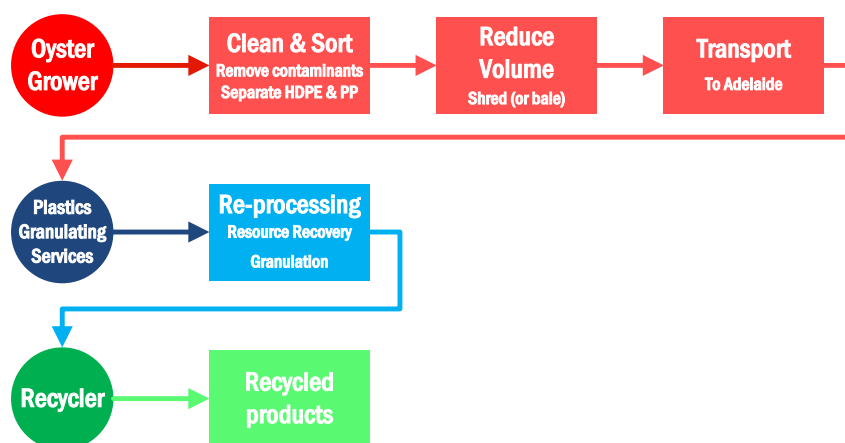 Oyster
Grower
Clean & Sort
Remove contaminants
Separate HDPE & PP
Reduce
Volume
Shred (or bale)
Transport
To Adelaide
Plastics
Granulating
Services
Re-processing
Resource Recovery
Granulation
Recycler
Recycled
products